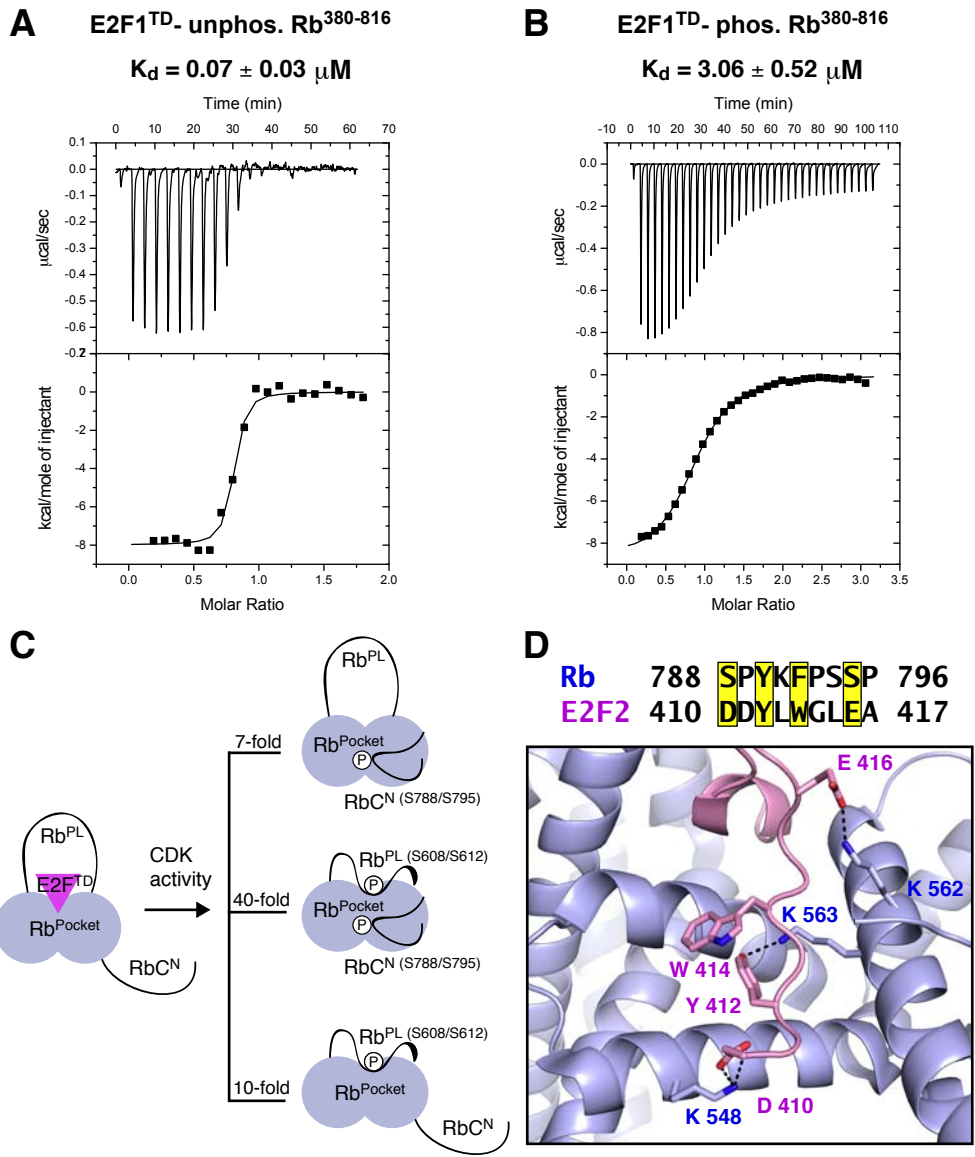 A
E2F1TD- unphos. Rb380-816
Kd = 0.07 ± 0.03 μM
Time (min)
0 10 20 30 40 50 60 70
0.1
0.0
-0.1
-0.2
-0.3
-0.4
-0.5
-0.6
-0.7
2
0
-2
-4
-6
-8
μcal/sec
kcal/mole of injectant
0.0 0.5 1.0 1.5 2.0
Molar Ratio
B
E2F1TD- phos. Rb380-816
Kd = 3.06 ± 0.52 μM
Time (min)
-10 0 10 20 30 40 50 60 70 80 90 100 110
0.0
-0.2
-0.4
-0.6
-0.8
0
-2
-4
-6
-8
μcal/sec
kcal/mole of injectant
0.0 0.5 1.0 1.5 2.0 2.5 3.0 3.5
Molar Ratio
C
RbPL
E2FTD
RbPocket
RbCN
CDK
activity
7-fold
RbPL
RbPocket
P
RbCN (S788/S795)
40-fold
RbPL (S608/S612)
P
RbPocket
P
RbCN (S788/S795)
10-fold
RbPL (S608/S612)
P
RbPocket
RbCN
D
Rb 788 SPYKFPSSP 796
E2F2 410 DDYLWGLEA 417
E 416
K 562
K 563
W 414
Y 412
D 410
K 548